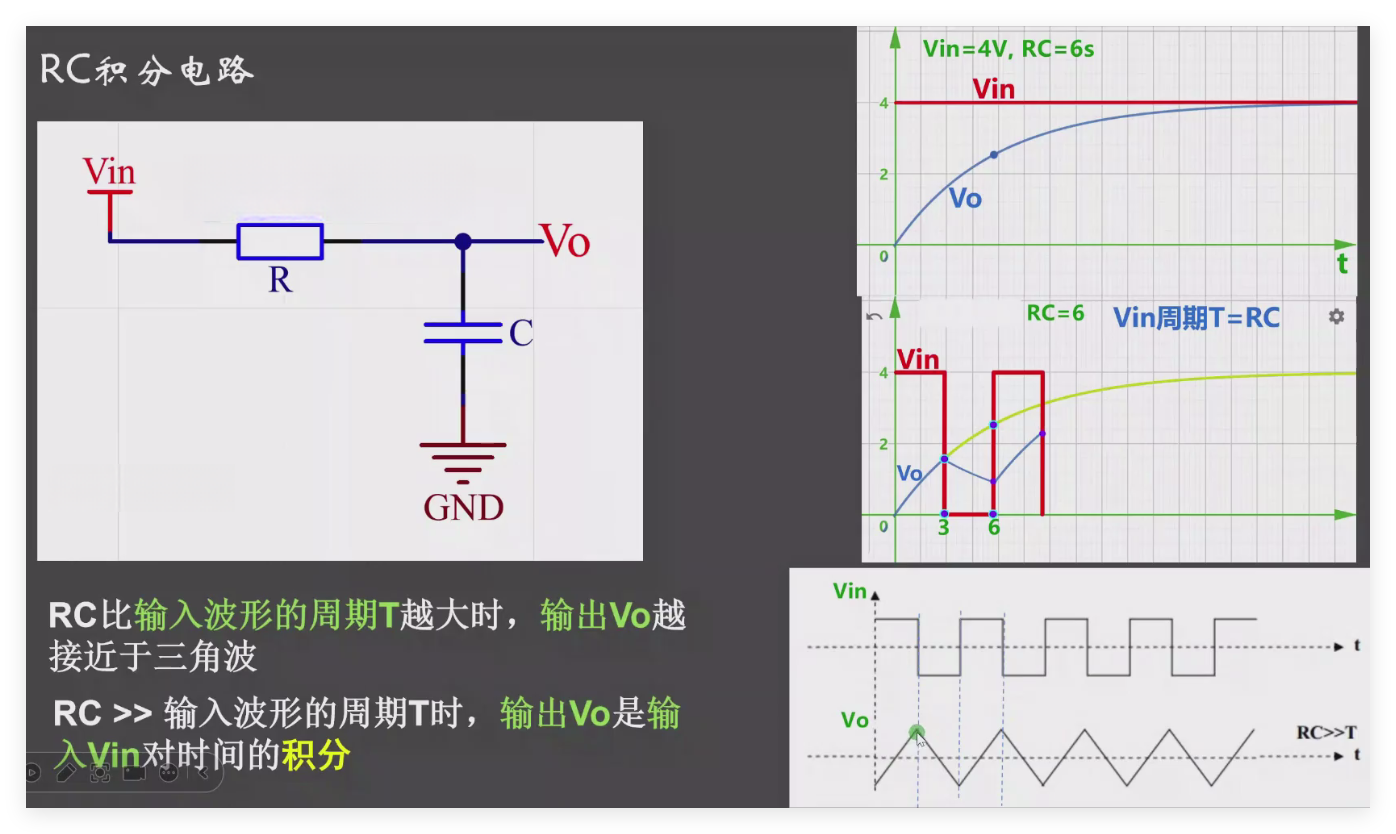 RC积分电路
Vin
R
Vo
C
GND
RC比输入波形的周期T越大时，输出Vo越
接近于三角波
RC >> 输入波形的周期T时，输出Vo是输
入Vin对时间的积分
Vin=4V, RC=6s
Vin
4
2
Vo
0
t
RC=6 Vin周期T=RC
Vin
4
2
Vo
0
3 6
Vin
t
Vo
RC>>T
t